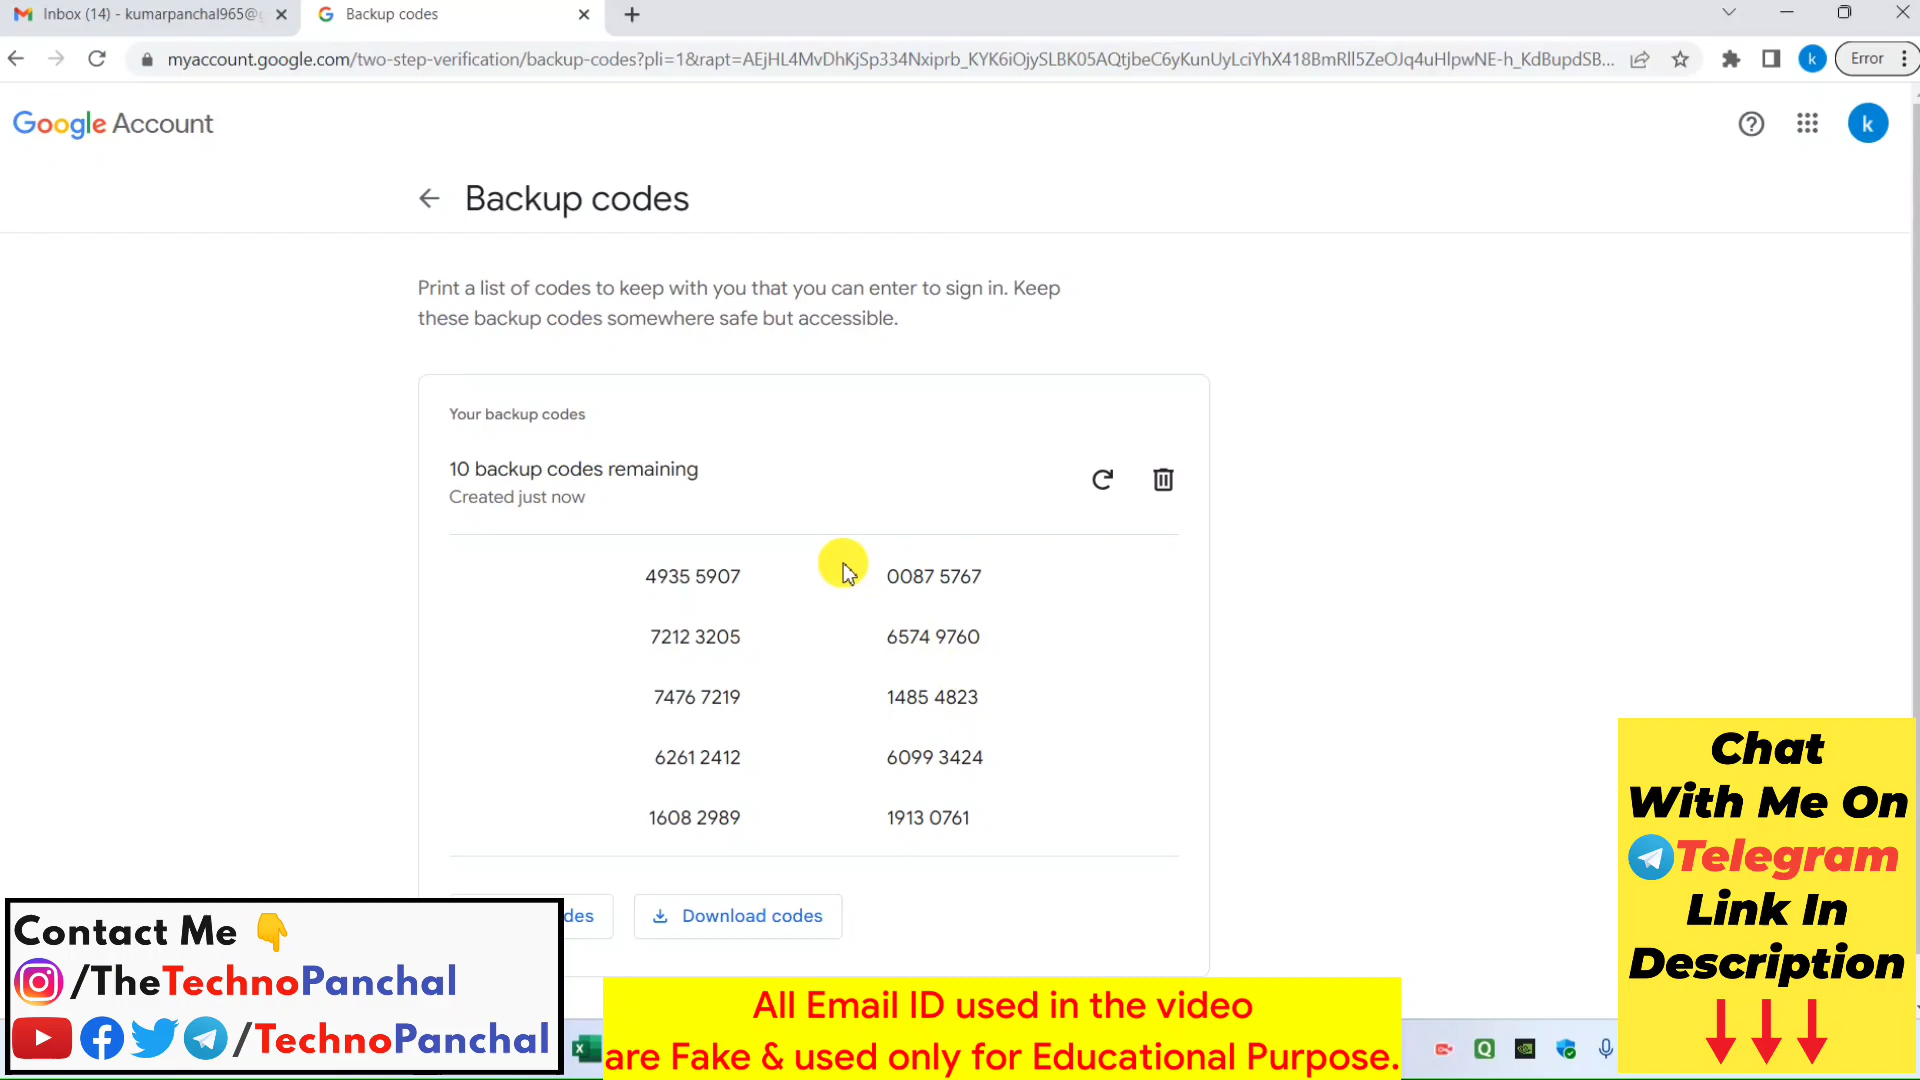 Inbox (14) - kumarpanchal965@g
Backup codes
myaccount.google.com/two-step-verification/backup-codes?pli=1&rapt=AEjHL4MvDhKjSp334Nxiprb_KYK6iOjySLBK05AQtjbeC6yKunUyLciYhX418BmRll5ZeOJq4uHlpwNE-h_KdBupdSB...
k
Error
Google Account
k
Backup codes
Print a list of codes to keep with you that you can enter to sign in. Keep
these backup codes somewhere safe but accessible.
Your backup codes
10 backup codes remaining
Created just now
4935 5907 0087 5767
7212 3205 6574 9760
7476 7219 1485 4823
6261 2412 6099 3424
1608 2989 1913 0761
des
Download codes
Contact Me
/TheTechnoPanchal
/TechnoPanchal
All Email ID used in the video
are Fake & used only for Educational Purpose.
Chat
With Me On
Telegram
Link In
Description